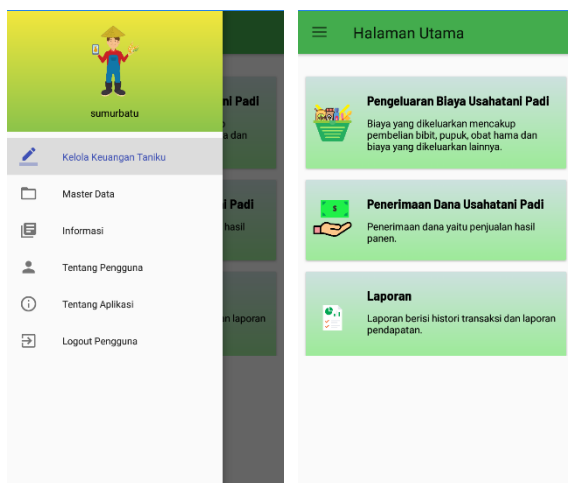 sumurbatu
Kelola Keuangan Taniku
Master Data
Informasi
Tentang Pengguna
Tentang Aplikasi
Logout Pengguna
ni Padi
a dan
i Padi
hasil
n laporan
Halaman Utama
Pengeluaran Biaya Usahatani Padi
Biaya yang dikeluarkan mencakup
pembelian bibit, pupuk, obat hama dan
biaya yang dikeluarkan lainnya.
Penerimaan Dana Usahatani Padi
Penerimaan dana yaitu penjualan hasil
panen.
Laporan
Laporan berisi histori transaksi dan laporan
pendapatan.